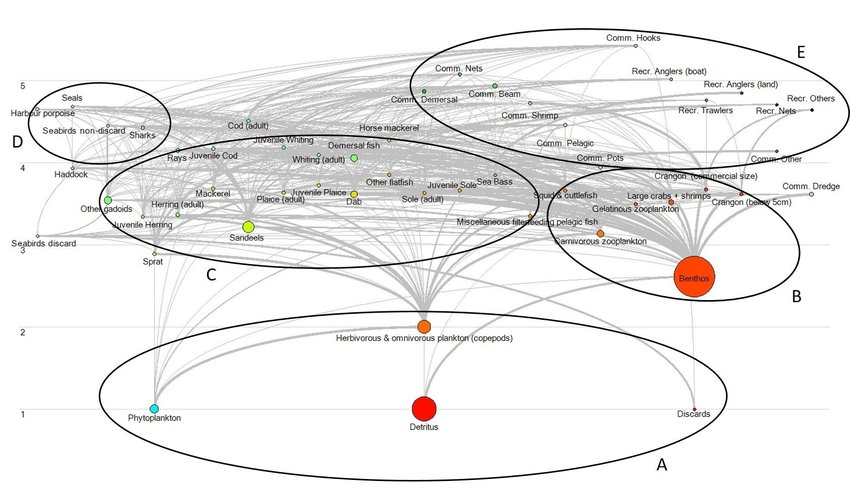 Comm. Hooks
E
Comm. Nets
Recr. Anglers (boat)
5
Recr. Anglers (land)
Comm. Beam
Comm. Demersal
Seals
Recr. Others
Harbour porpoise
Recr. Trawlers
Recr. Nets
Comm. Shrimp
Seabirds non-discard
Cod (adult)
Horse mackerel
Sharks
D
Juvenile Whiting
Demersal fish
Comm. Pelagic
Rays
Juvenile Cod
Whiting (adult)
Comm. Pots
Comm. Other
4
Haddock
Crangon (commercial size)
Other flatfish
Sea Bass
Juvenile Sole
Comm. Dredge
Mackerel
Juvenile Plaice
Squid & cuttlefish
Large crabs + shrimps
Plaice (adult)
Dab
Sole (adult)
Crangon (below 5cm)
Herring (adult)
Other gadoids
Gelatinous zooplankton
Juvenile Herring
Miscellaneous filterfeeding pelagic fish
Sandeels
Carnivorous zooplankton
Seabirds discard
3
Sprat
C
Benthos
B
2
Herbivorous & omnivorous plankton (copepods)
1
Phytoplankton
Detritus
Discards
A